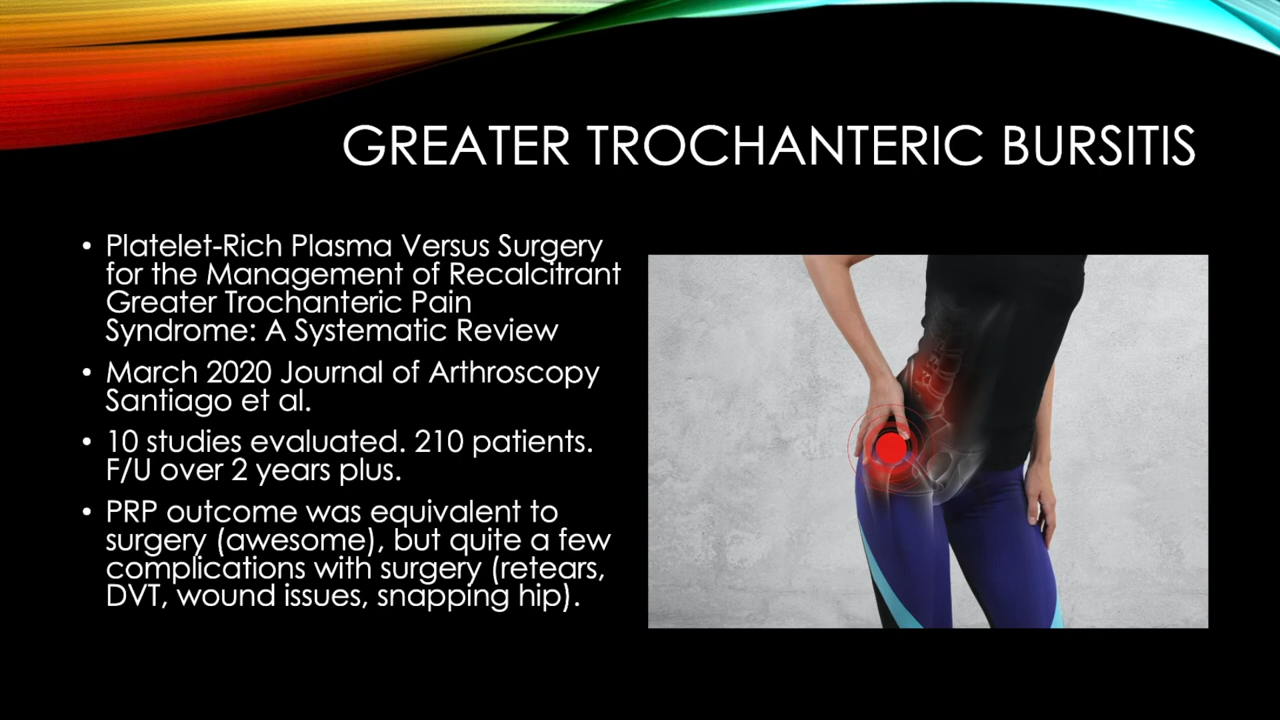 GREATER TROCHANTERIC BURSITIS
• Platelet-Rich Plasma Versus Surgery
for the Management of Recalcitrant
Greater Trochanteric Pain
Syndrome: A Systematic Review
• March 2020 Journal of Arthroscopy
Santiago et al.
• 10 studies evaluated. 210 patients.
F/U over 2 years plus.
• PRP outcome was equivalent to
surgery (awesome), but quite a few
complications with surgery (retears,
DVT, wound issues, snapping hip).